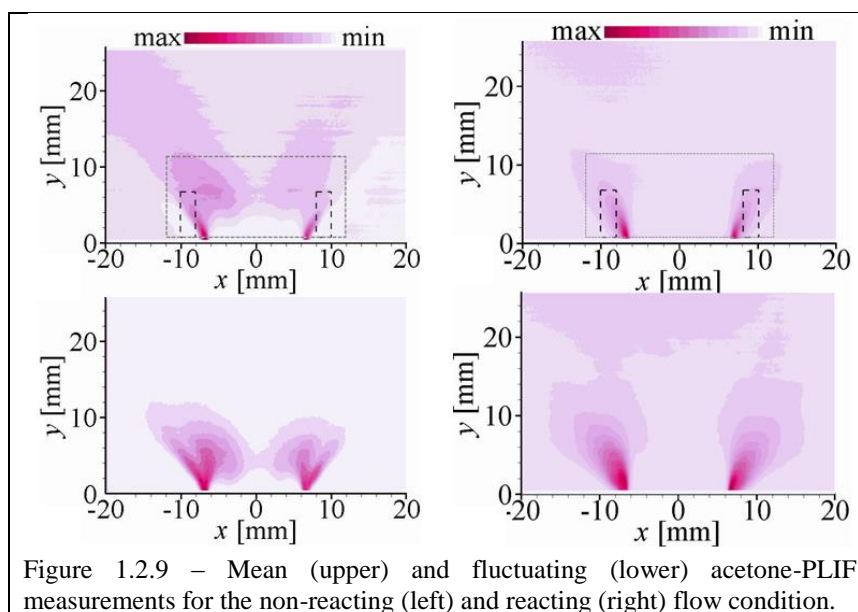 max min
max min
y [mm]
20
10
0
-20 -10 0 10 20
x [mm]
y [mm]
20
10
0
-20 -10 0 10 20
x [mm]
y [mm]
20
10
0
-20 -10 0 10 20
x [mm]
y [mm]
20
10
0
-20 -10 0 10 20
x [mm]
Figure 1.2.9 – Mean (upper) and fluctuating (lower) acetone-PLIF
measurements for the non-reacting (left) and reacting (right) flow condition.